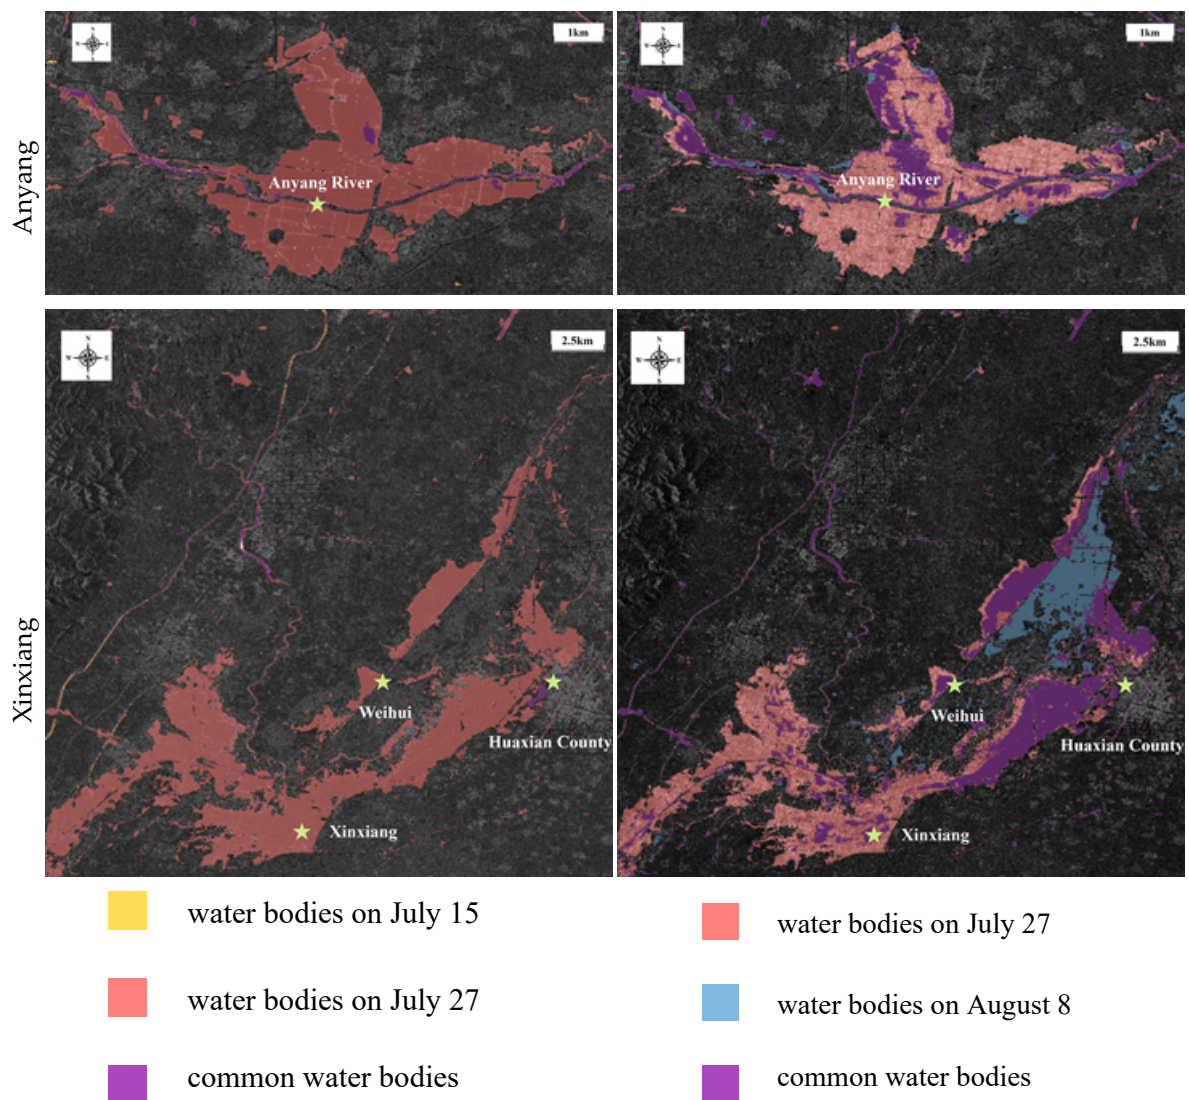 Anyang
N
W
E
S
1km
Anyang River
N
W
E
S
1km
Anyang River
Xinxiang
N
W
E
S
2.5km
Weihui
Huaxian County
Xinxiang
N
W
E
S
2.5km
Weihui
Huaxian County
Xinxiang
water bodies on July 15
water bodies on July 27
common water bodies
water bodies on July 27
water bodies on August 8
common water bodies